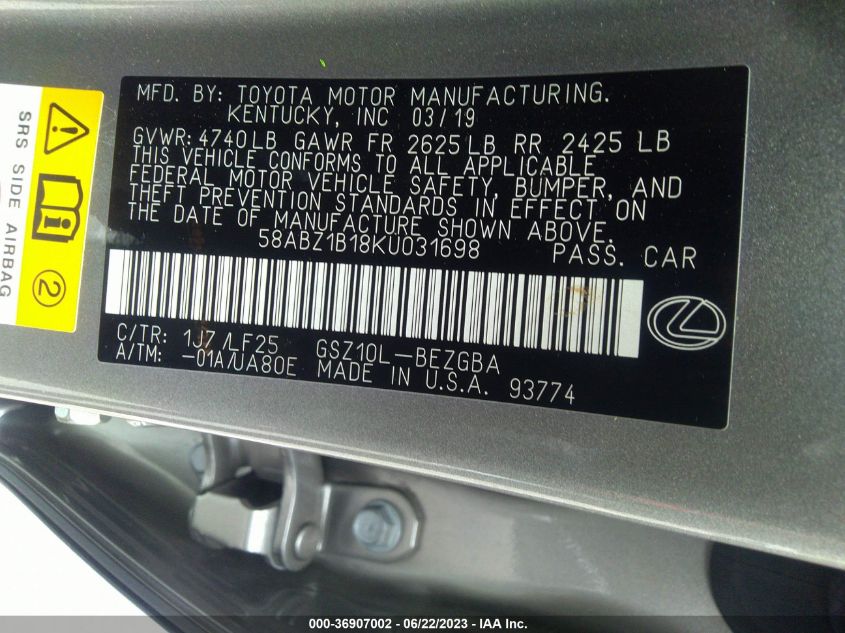 MFD. BY: TOYOTA MOTOR MANUFACTURING.
KENTUCKY, INC 03/19
GVWR: 4740LB GAWR FR 2625LB RR 2425 LB
THIS VEHICLE CONFORMS TO ALL APPLICABLE
FEDERAL MOTOR VEHICLE SAFETY, BUMPER, AND
THEFT PREVENTION STANDARDS IN EFFECT ON
THE DATE OF MANUFACTURE SHOWN ABOVE.
58ABZ1B18KU031698 PASS. CAR
C/TR: 1J7/LF25 GSZ10L-BEZGBA
A/TM: -01A/UA80E MADE IN U.S.A. 93774
SRS SIDE AIRBAG
2
000-36907002 - 06/22/2023 - IAA Inc.